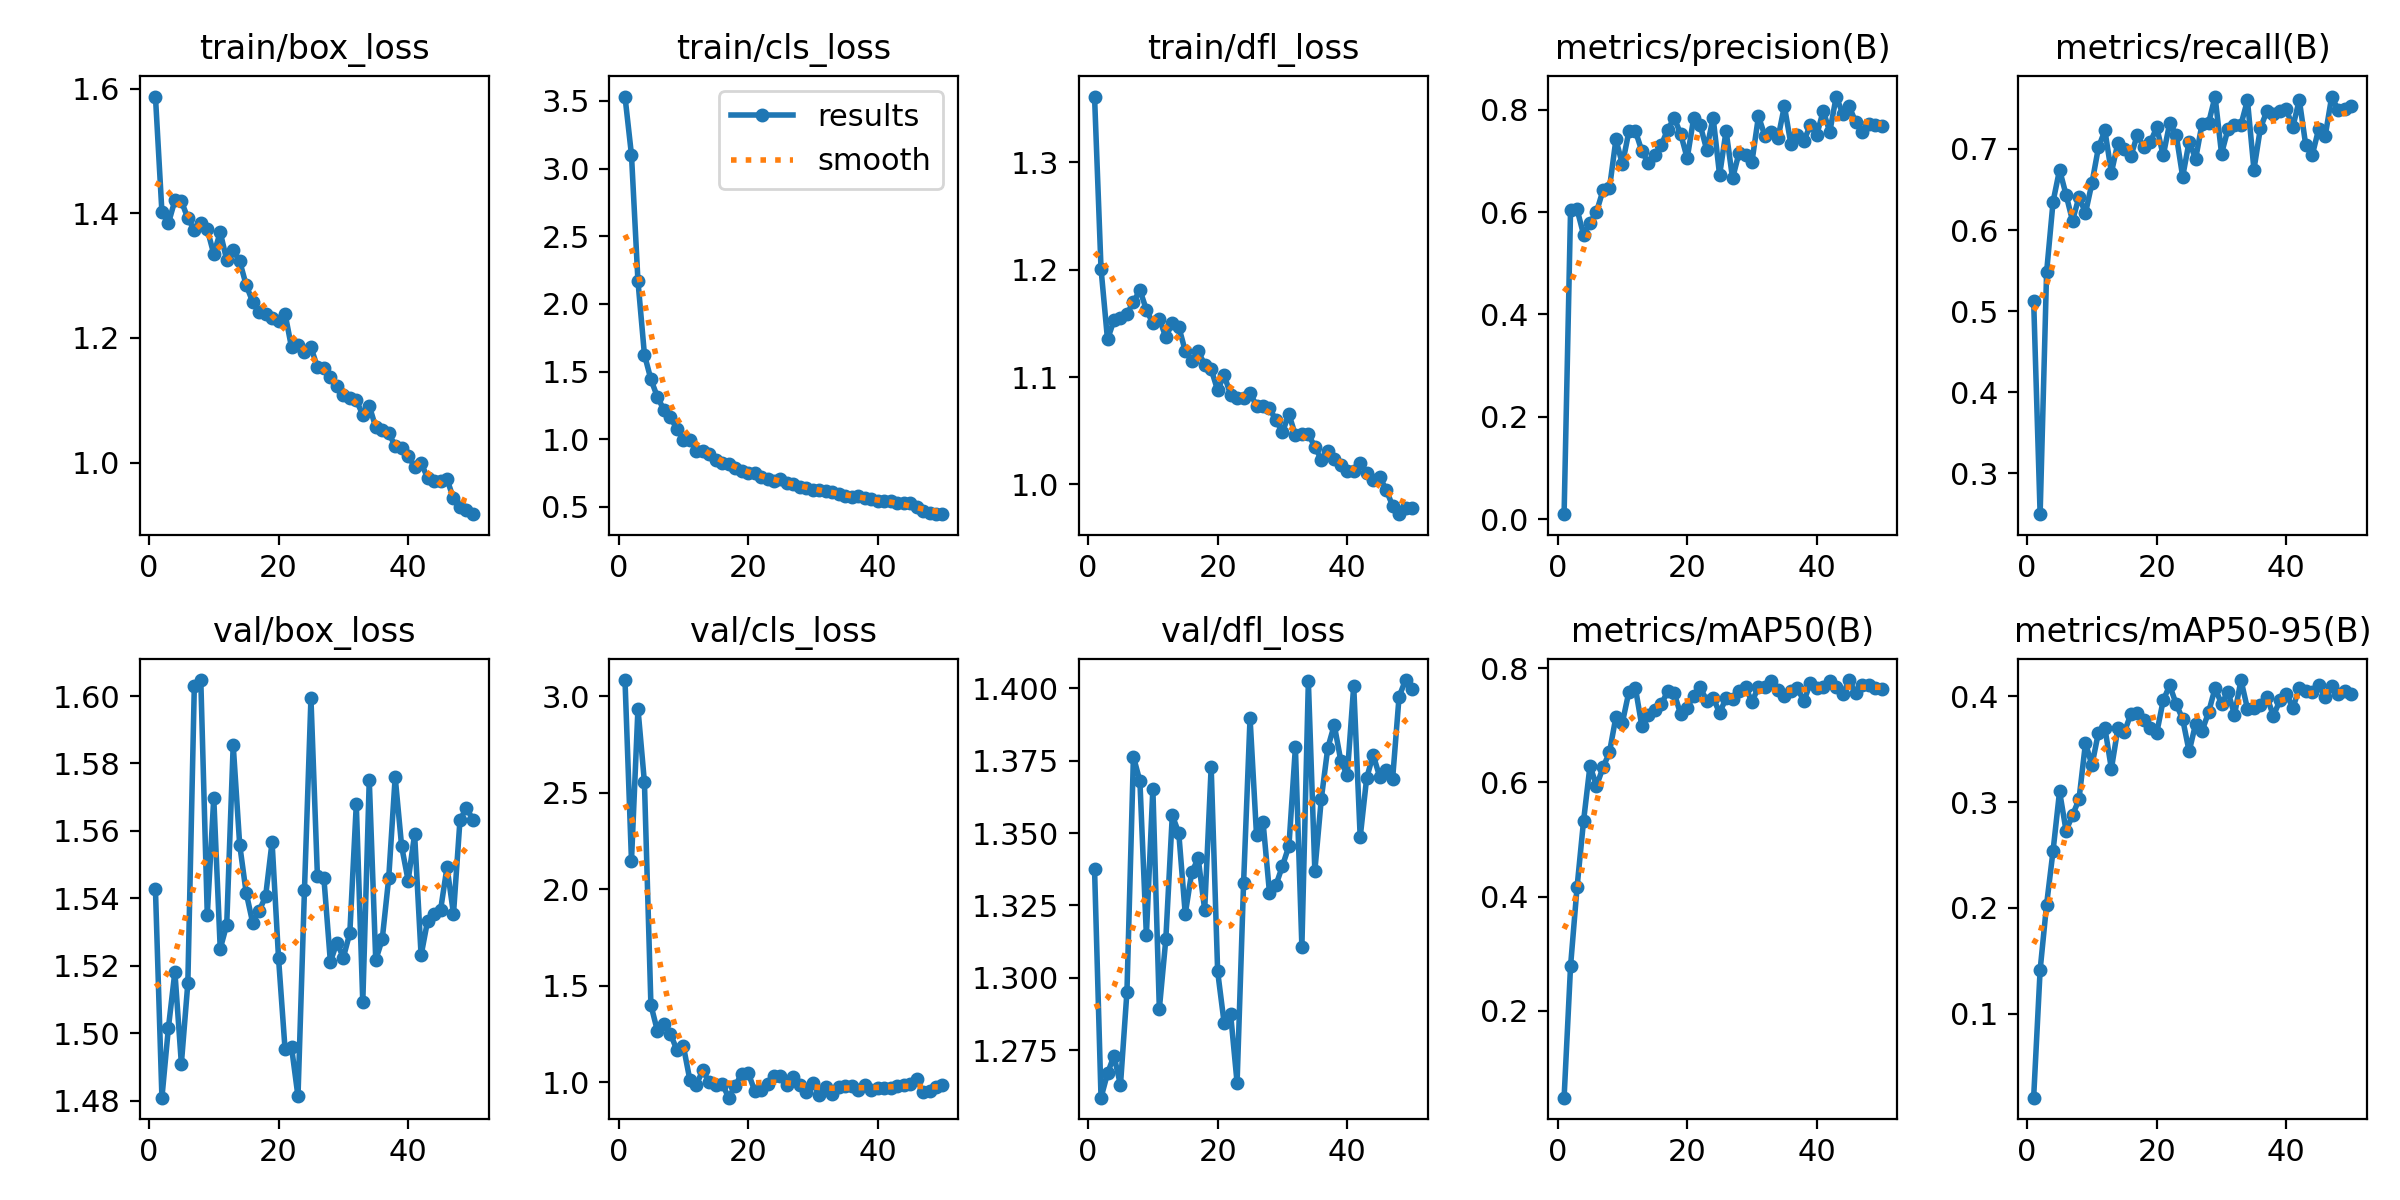 train/box_loss
1.6
1.4
1.2
1.0
0 20 40
train/cls_loss
results
smooth
3.5
3.0
2.5
2.0
1.5
1.0
0.5
0 20 40
train/dfl_loss
1.3
1.2
1.1
1.0
0 20 40
metrics/precision(B)
0.8
0.6
0.4
0.2
0.0
0 20 40
metrics/recall(B)
0.7
0.6
0.5
0.4
0.3
0 20 40
val/box_loss
1.60
1.58
1.56
1.54
1.52
1.50
1.48
0 20 40
val/cls_loss
3.0
2.5
2.0
1.5
1.0
0 20 40
val/dfl_loss
1.400
1.375
1.350
1.325
1.300
1.275
0 20 40
metrics/mAP50(B)
0.8
0.6
0.4
0.2
0 20 40
metrics/mAP50-95(B)
0.4
0.3
0.2
0.1
0 20 40